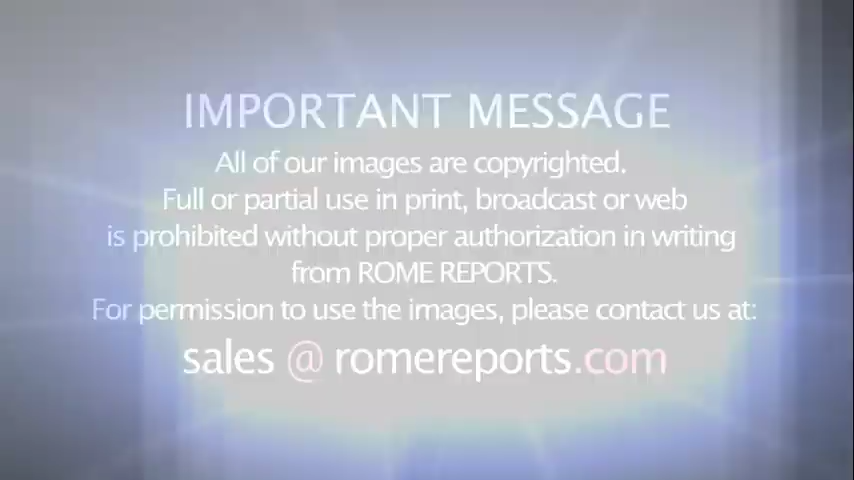 IMPORTANT MESSAGE
All of our images are copyrighted.
Full or partial use in print, broadcast or web
is prohibited without proper authorization in writing
from ROME REPORTS.
For permission to use the images, please contact us at:
sales @ romereports.com